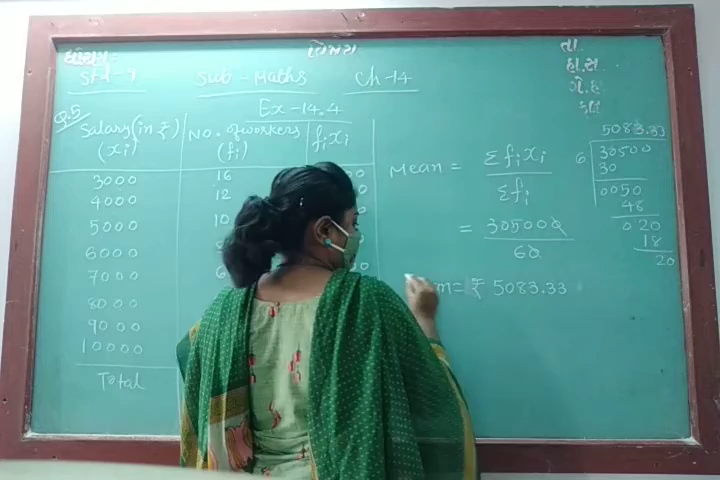 વિષય
તા
હા.સ
ગે.હ
કુલ
Std-9 Sub-Maths Ch-14
Ex-14.4
Q.5
Salary (in ₹) (xi) No. of workers (fi) fixi
3000 16
4000 12
5000 10
6000
7000 6
8000
9000
10000
Total
Mean = Σfixi / Σfi
= 305000 / 60
= ₹ 5083.33
5083.33
6 30500
30
0050
48
020
18
20